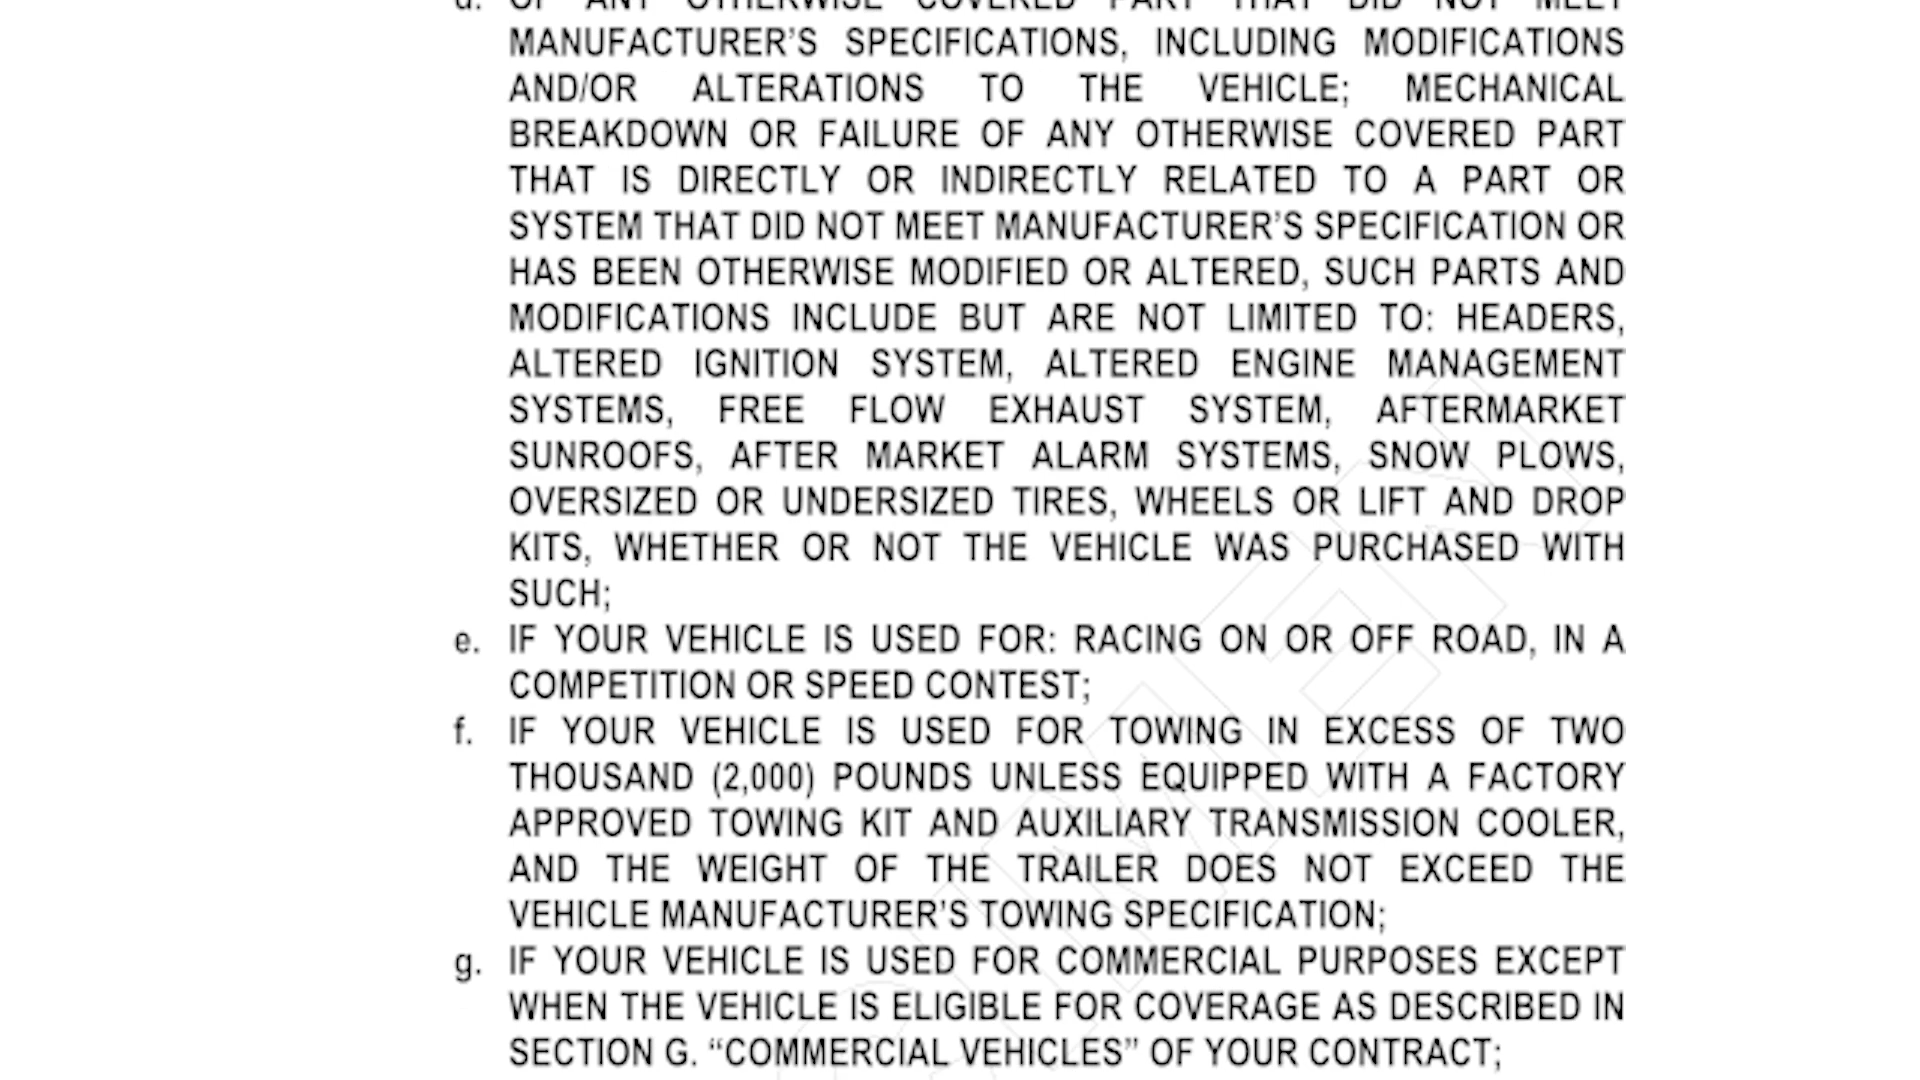 d. OF ANY OTHERWISE COVERED PART THAT DID NOT MEET
MANUFACTURER’S SPECIFICATIONS, INCLUDING MODIFICATIONS
AND/OR ALTERATIONS TO THE VEHICLE; MECHANICAL
BREAKDOWN OR FAILURE OF ANY OTHERWISE COVERED PART
THAT IS DIRECTLY OR INDIRECTLY RELATED TO A PART OR
SYSTEM THAT DID NOT MEET MANUFACTURER’S SPECIFICATION OR
HAS BEEN OTHERWISE MODIFIED OR ALTERED, SUCH PARTS AND
MODIFICATIONS INCLUDE BUT ARE NOT LIMITED TO: HEADERS,
ALTERED IGNITION SYSTEM, ALTERED ENGINE MANAGEMENT
SYSTEMS, FREE FLOW EXHAUST SYSTEM, AFTERMARKET
SUNROOFS, AFTER MARKET ALARM SYSTEMS, SNOW PLOWS,
OVERSIZED OR UNDERSIZED TIRES, WHEELS OR LIFT AND DROP
KITS, WHETHER OR NOT THE VEHICLE WAS PURCHASED WITH
SUCH;
e. IF YOUR VEHICLE IS USED FOR: RACING ON OR OFF ROAD, IN A
COMPETITION OR SPEED CONTEST;
f. IF YOUR VEHICLE IS USED FOR TOWING IN EXCESS OF TWO
THOUSAND (2,000) POUNDS UNLESS EQUIPPED WITH A FACTORY
APPROVED TOWING KIT AND AUXILIARY TRANSMISSION COOLER,
AND THE WEIGHT OF THE TRAILER DOES NOT EXCEED THE
VEHICLE MANUFACTURER’S TOWING SPECIFICATION;
g. IF YOUR VEHICLE IS USED FOR COMMERCIAL PURPOSES EXCEPT
WHEN THE VEHICLE IS ELIGIBLE FOR COVERAGE AS DESCRIBED IN
SECTION G. “COMMERCIAL VEHICLES” OF YOUR CONTRACT;